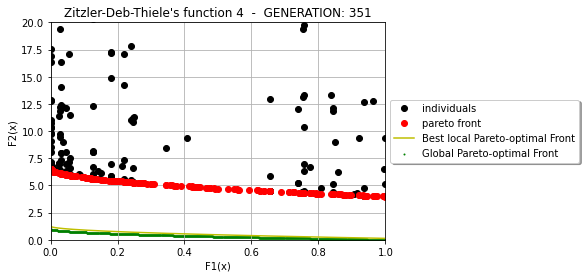 Zitzler-Deb-Thiele's function 4  -  GENERATION: 351
20.0
17.5
15.0
12.5
10.0
7.5
5.0
2.5
0.0
F2(x)
0.0 0.2 0.4 0.6 0.8 1.0
F1(x)
individuals
pareto front
Best local Pareto-optimal Front
Global Pareto-optimal Front